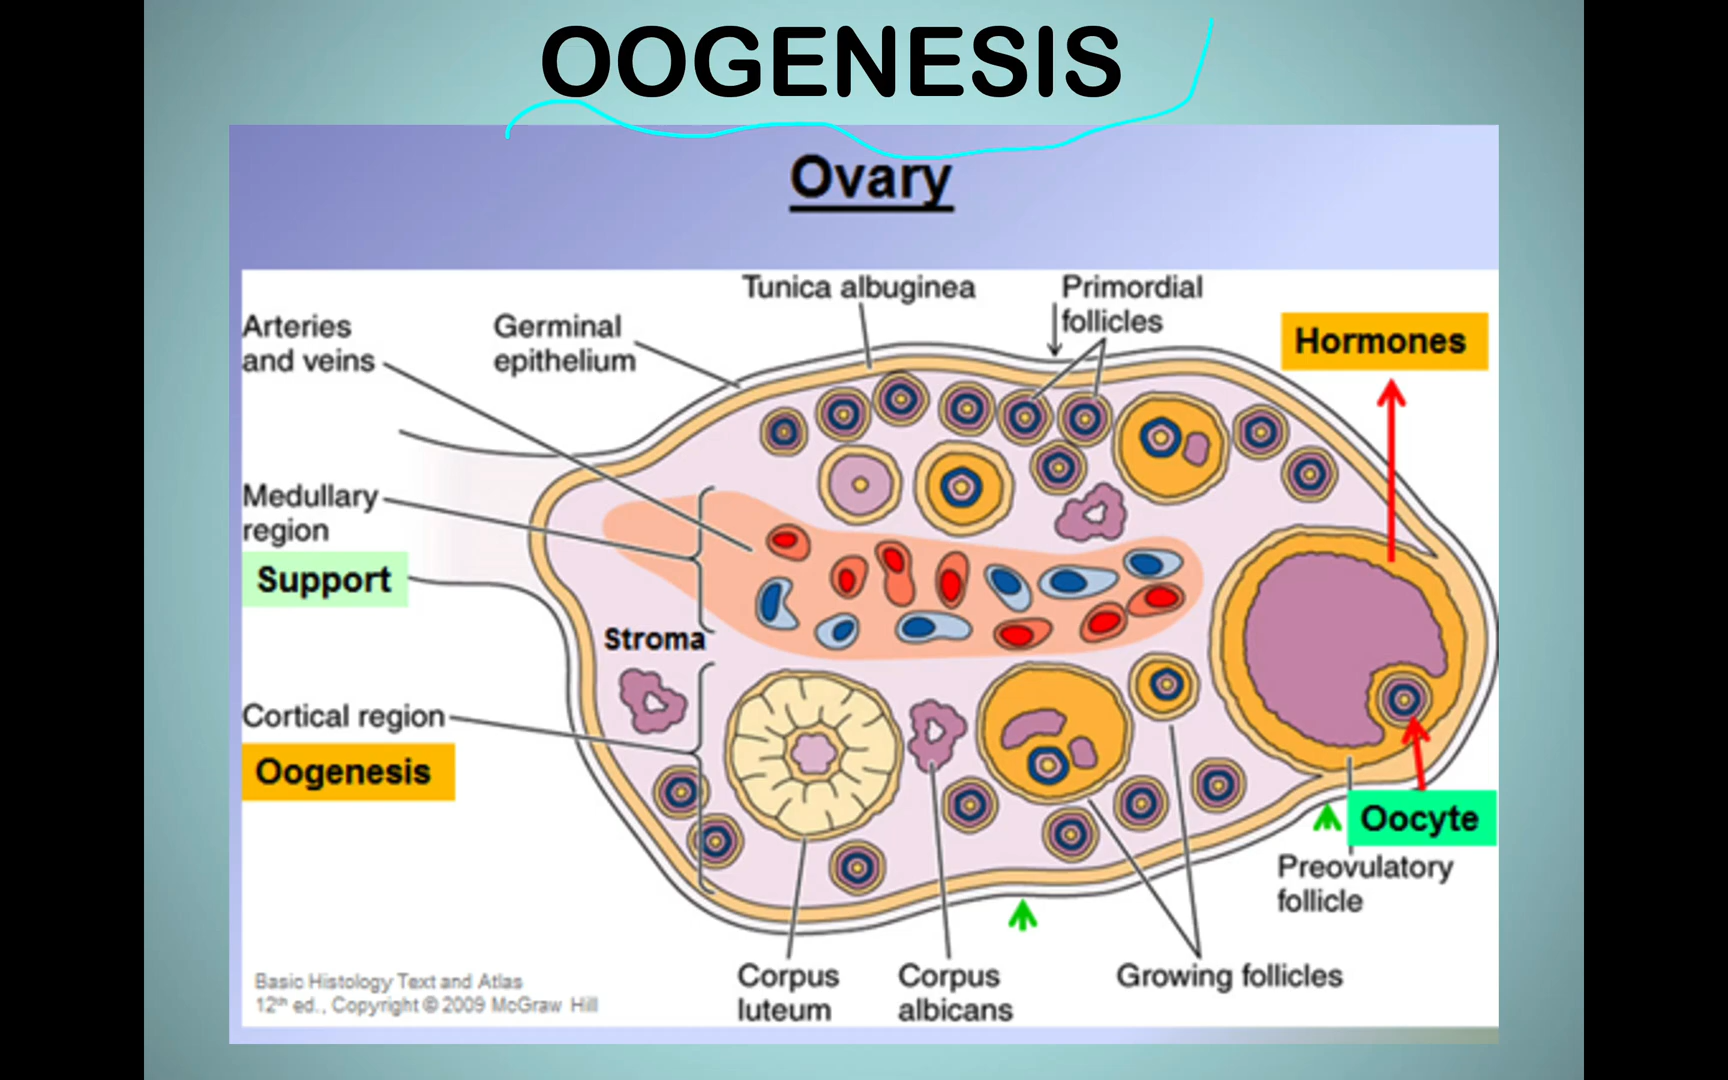 OOGENESIS
Ovary
Tunica albuginea
Primordial
follicles
Arteries
and veins
Germinal
epithelium
Hormones
Medullary
region
Support
Stroma
Cortical region
Oogenesis
Oocyte
Preovulatory
follicle
Corpus
luteum
Corpus
albicans
Growing follicles
Basic Histology Text and Atlas
12th ed., Copyright © 2009 McGraw Hill